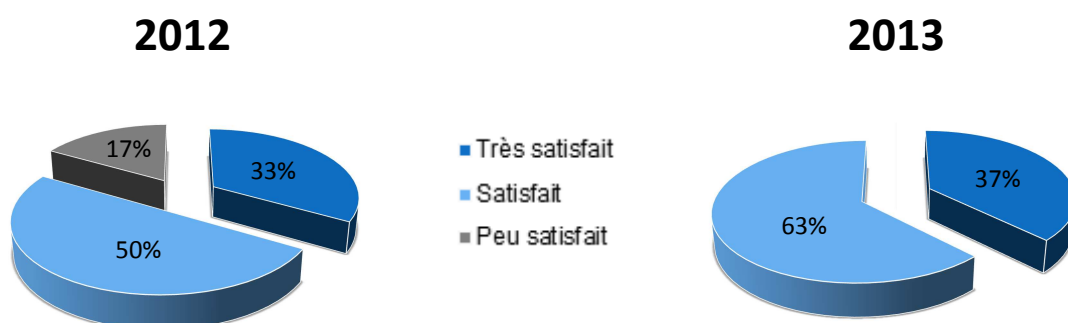 2012
2013
17%
33%
50%
Très satisfait
Satisfait
Peu satisfait
37%
63%